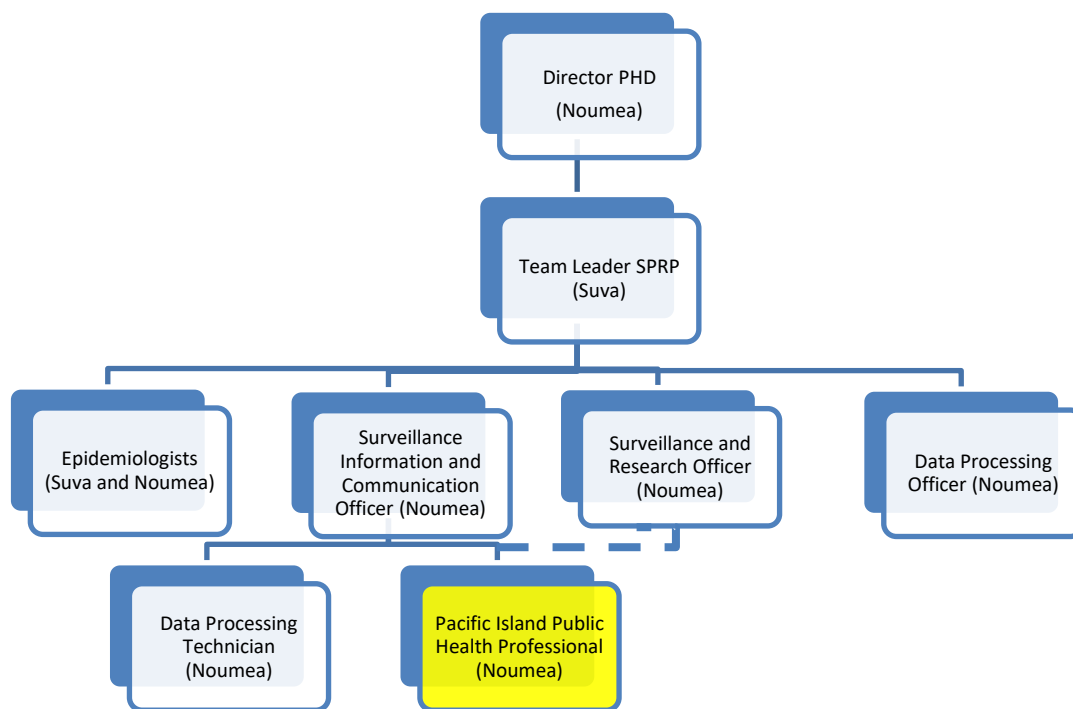 Director PHD
(Noumea)
Team Leader SPRP
(Suva)
Epidemiologists
(Suva and Noumea)
Surveillance
Information and
Communication
Officer (Noumea)
Surveillance and
Research Officer
(Noumea)
Data Processing
Officer (Noumea)
Data Processing
Technician
(Noumea)
Pacific Island Public
Health Professional
(Noumea)